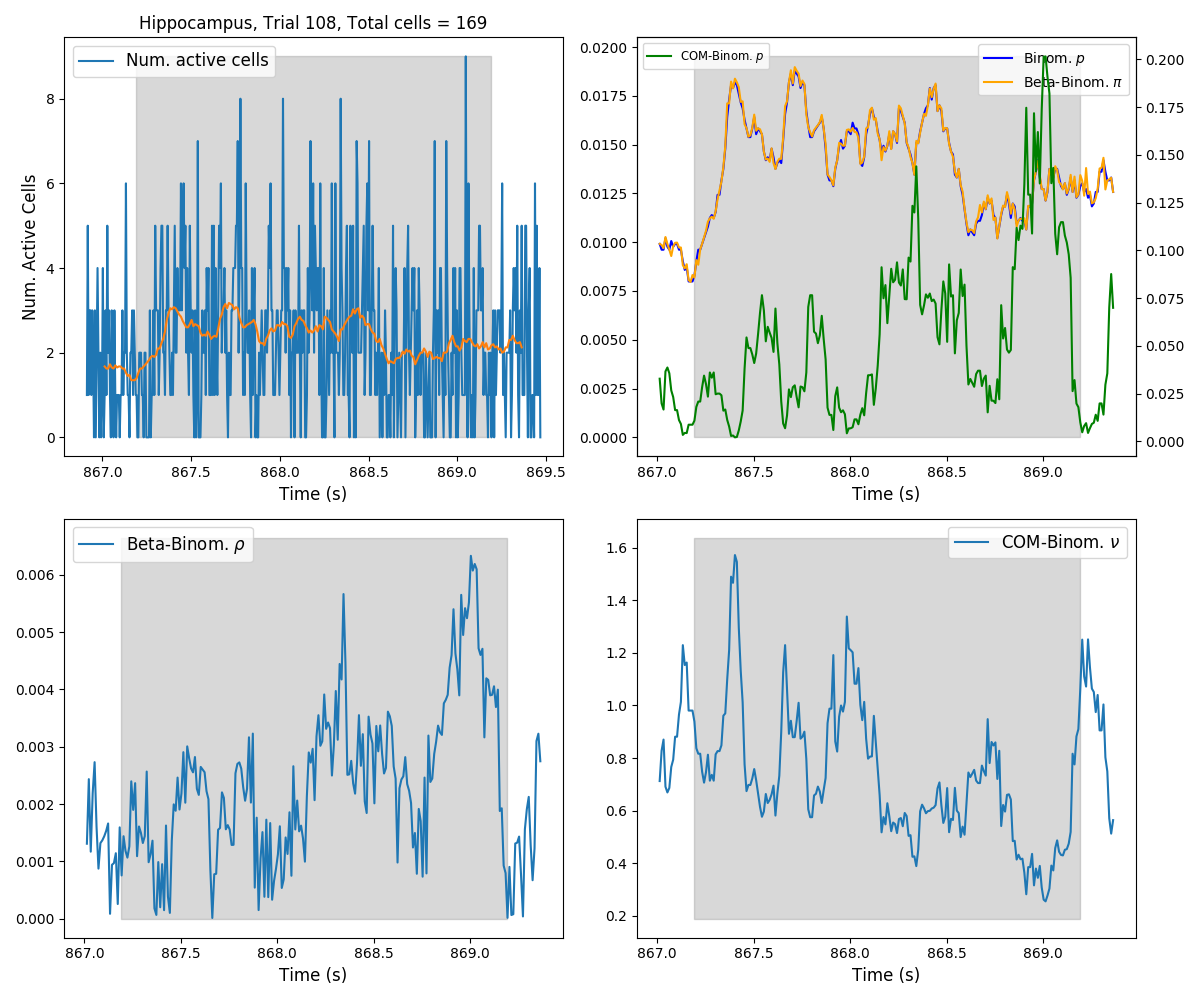 Hippocampus, Trial 108, Total cells = 169
Num. active cells
Num. Active Cells
8
6
4
2
0
867.0 867.5 868.0 868.5 869.0 869.5
Time (s)
COM-Binom. p
Binom. p
Beta-Binom. π
0.0200
0.0175
0.0150
0.0125
0.0100
0.0075
0.0050
0.0025
0.0000
0.200
0.175
0.150
0.125
0.100
0.075
0.050
0.025
0.000
867.0 867.5 868.0 868.5 869.0
Time (s)
Beta-Binom. ρ
0.006
0.005
0.004
0.003
0.002
0.001
0.000
867.0 867.5 868.0 868.5 869.0
Time (s)
COM-Binom. ν
1.6
1.4
1.2
1.0
0.8
0.6
0.4
0.2
867.0 867.5 868.0 868.5 869.0
Time (s)